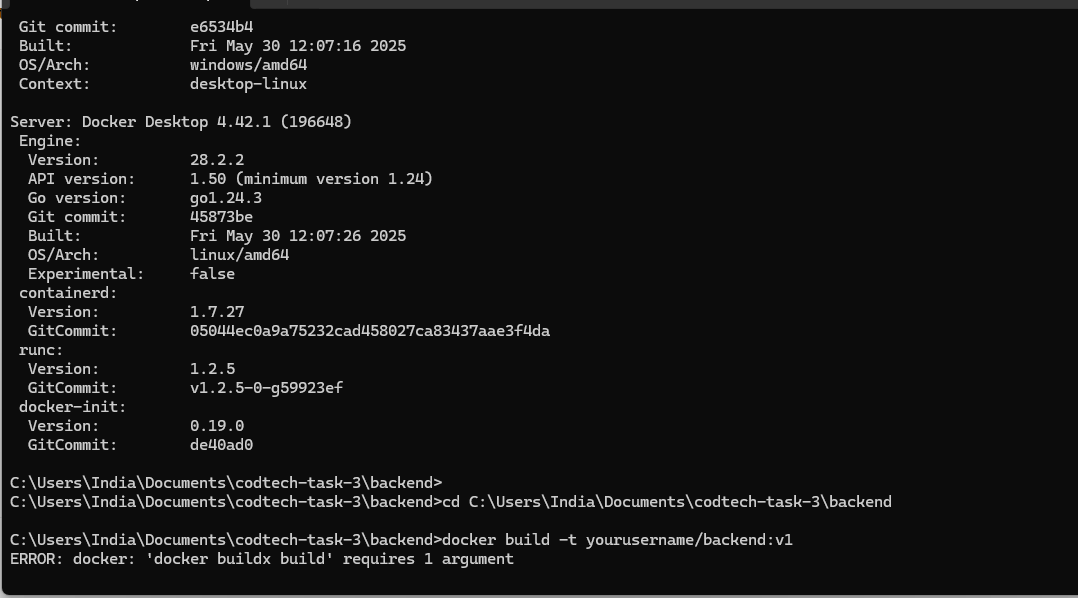 Git commit: e6534b4
Built: Fri May 30 12:07:16 2025
OS/Arch: windows/amd64
Context: desktop-linux
Server: Docker Desktop 4.42.1 (196648)
Engine:
Version: 28.2.2
API version: 1.50 (minimum version 1.24)
Go version: go1.24.3
Git commit: 45873be
Built: Fri May 30 12:07:26 2025
OS/Arch: linux/amd64
Experimental: false
containerd:
Version: 1.7.27
GitCommit: 05044ec0a9a75232cad458027ca83437aae3f4da
runc:
Version: 1.2.5
GitCommit: v1.2.5-0-g59923ef
docker-init:
Version: 0.19.0
GitCommit: de40ad0
C:\Users\India\Documents\codtech-task-3\backend>
C:\Users\India\Documents\codtech-task-3\backend>cd C:\Users\India\Documents\codtech-task-3\backend
C:\Users\India\Documents\codtech-task-3\backend>docker build -t yourusername/backend:v1
ERROR: docker: 'docker buildx build' requires 1 argument